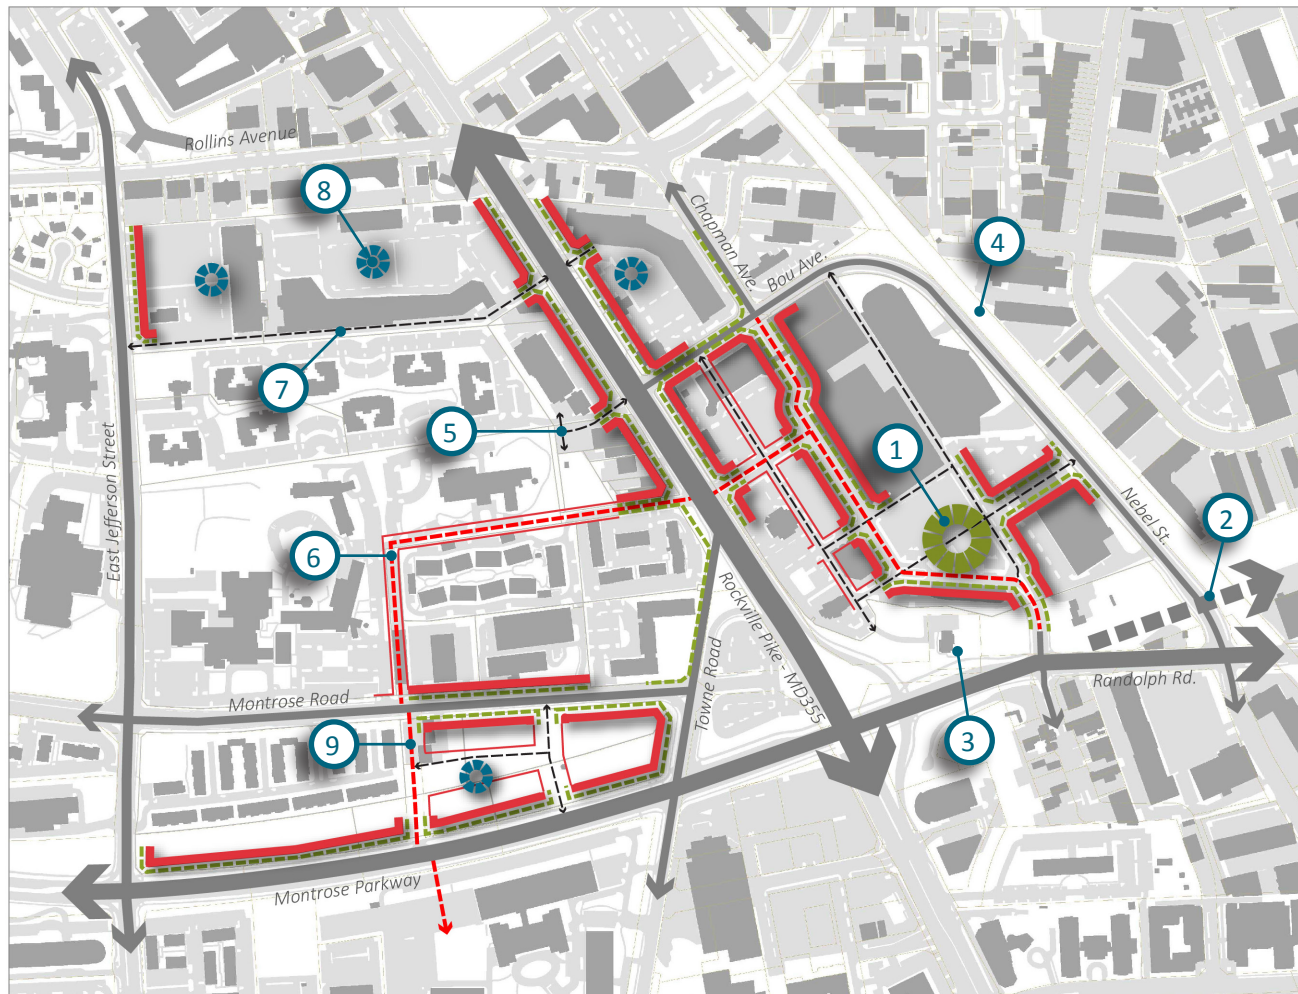 Rollins Avenue
8
Chapman Ave.
Bou Ave.
4
7
5
1
East Jefferson Street
Nebel St.
2
6
Rockville Pike - MD355
Towne Road
Randolph Rd.
Montrose Road
3
9
Montrose Parkway